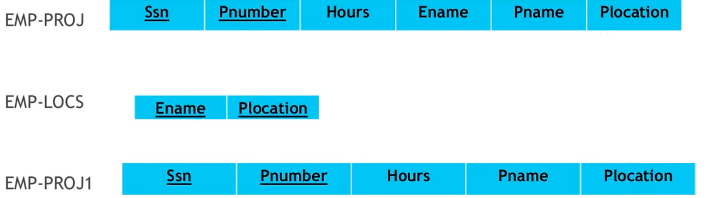 EMP-PROJ Ssn Pnumber Hours Ename Pname Plocation
EMP-LOCS Ename Plocation
EMP-PROJ1 Ssn Pnumber Hours Pname Plocation